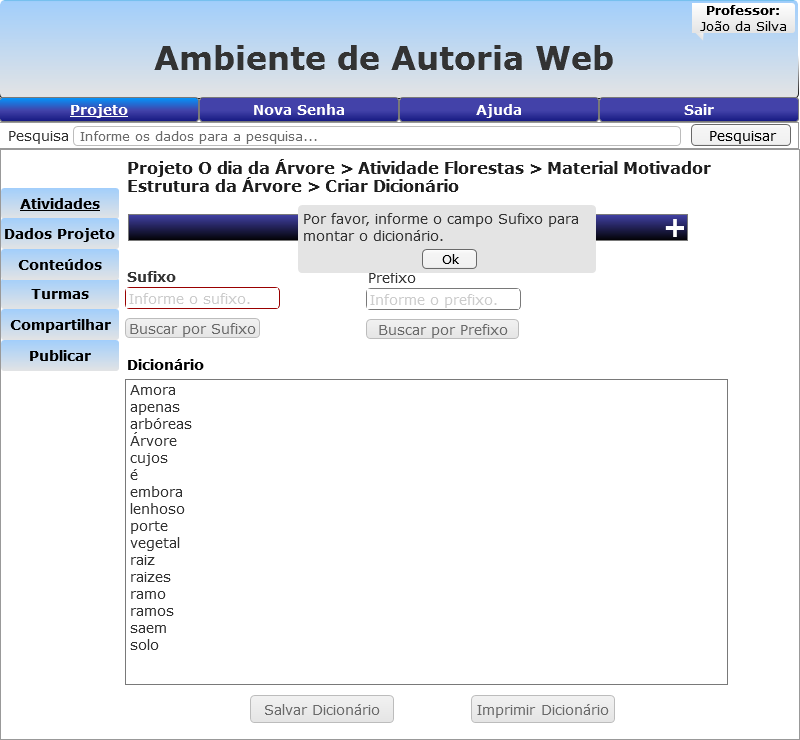 Professor:
João da Silva
Ambiente de Autoria Web
Projeto
Nova Senha
Ajuda
Sair
Pesquisa
Informe os dados para a pesquisa...
Pesquisar
Projeto O dia da Árvore > Atividade Florestas > Material Motivador
Estrutura da Árvore > Criar Dicionário
Atividades
Dados Projeto
Conteúdos
Turmas
Compartilhar
Publicar
+
Por favor, informe o campo Sufixo para
montar o dicionário.
Ok
Sufixo
Prefixo
Informe o sufixo.
Informe o prefixo.
Buscar por Sufixo
Buscar por Prefixo
Dicionário
Amora
apenas
arbóreas
Árvore
cujos
é
embora
lenhoso
porte
vegetal
raiz
raizes
ramo
ramos
saem
solo
Salvar Dicionário
Imprimir Dicionário